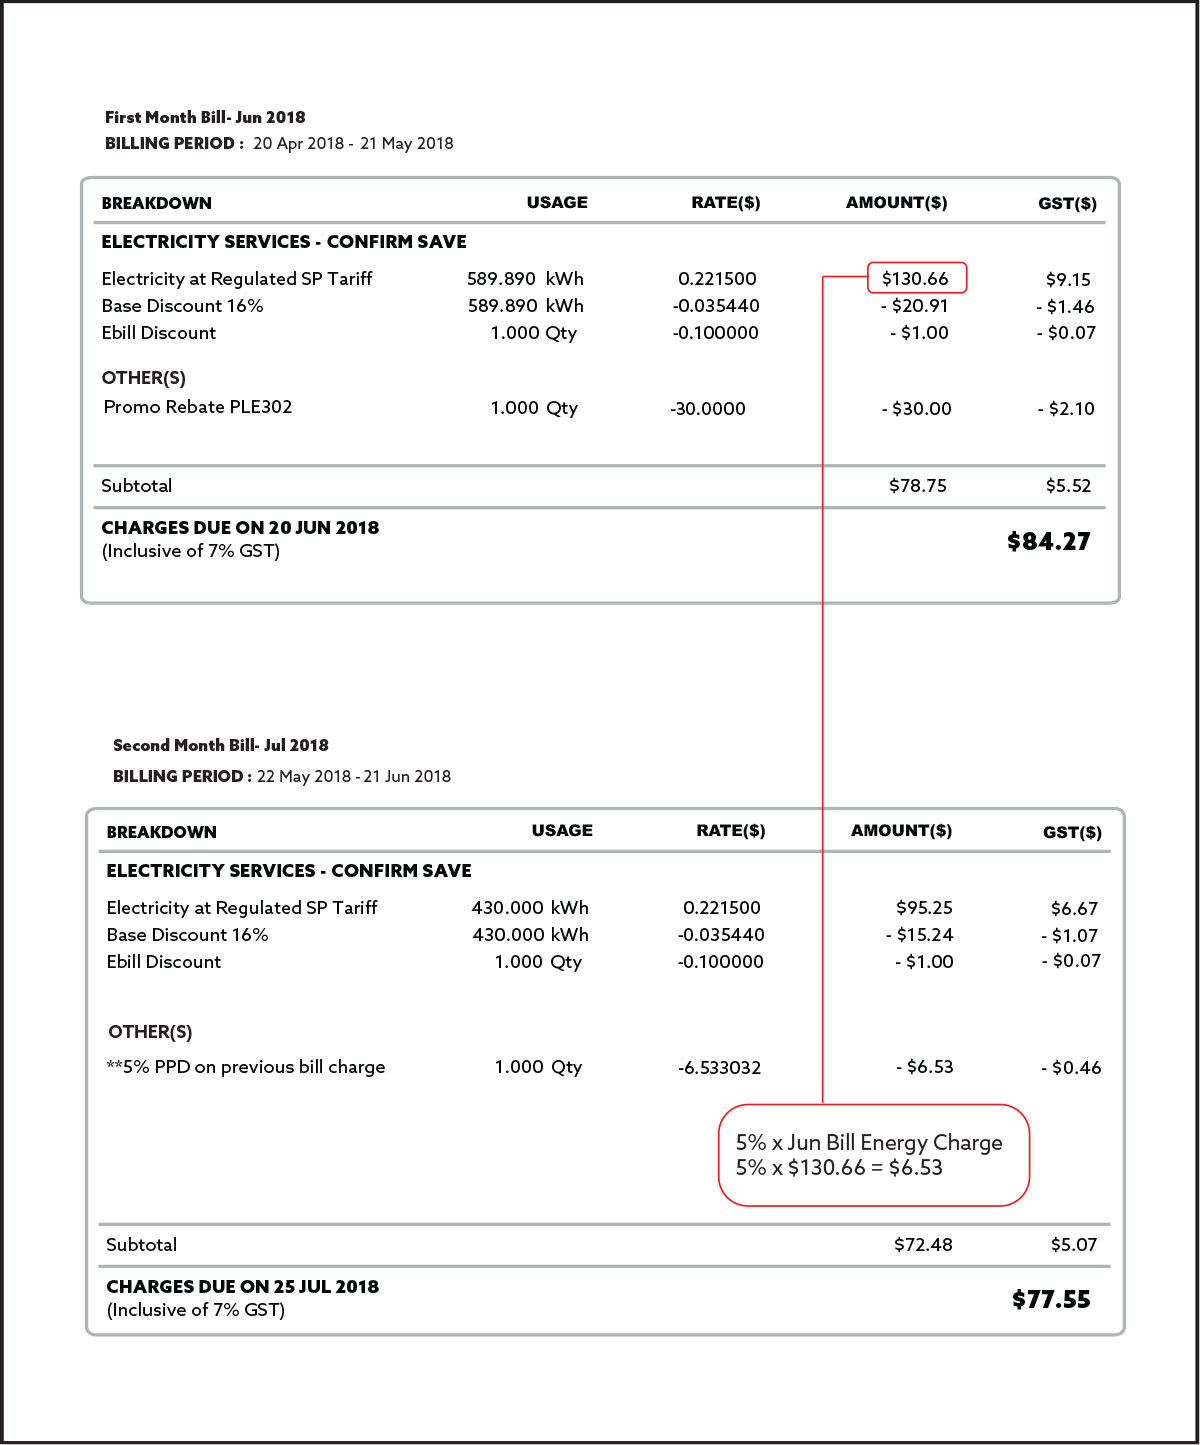 First Month Bill- Jun 2018
BILLING PERIOD : 20 Apr 2018 - 21 May 2018
BREAKDOWN USAGE RATE($) AMOUNT($) GST($)
ELECTRICITY SERVICES - CONFIRM SAVE
Electricity at Regulated SP Tariff 589.890 kWh 0.221500 $130.66 $9.15
Base Discount 16% 589.890 kWh -0.035440 - $20.91 - $1.46
Ebill Discount 1.000 Qty -0.100000 - $1.00 - $0.07
OTHER(S)
Promo Rebate PLE302 1.000 Qty -30.0000 - $30.00 - $2.10
Subtotal $78.75 $5.52
CHARGES DUE ON 20 JUN 2018
(Inclusive of 7% GST) $84.27
Second Month Bill- Jul 2018
BILLING PERIOD : 22 May 2018 - 21 Jun 2018
BREAKDOWN USAGE RATE($) AMOUNT($) GST($)
ELECTRICITY SERVICES - CONFIRM SAVE
Electricity at Regulated SP Tariff 430.000 kWh 0.221500 $95.25 $6.67
Base Discount 16% 430.000 kWh -0.035440 - $15.24 - $1.07
Ebill Discount 1.000 Qty -0.100000 - $1.00 - $0.07
OTHER(S)
**5% PPD on previous bill charge 1.000 Qty -6.533032 - $6.53 - $0.46
5% x Jun Bill Energy Charge
5% x $130.66 = $6.53
Subtotal $72.48 $5.07
CHARGES DUE ON 25 JUL 2018
(Inclusive of 7% GST) $77.55